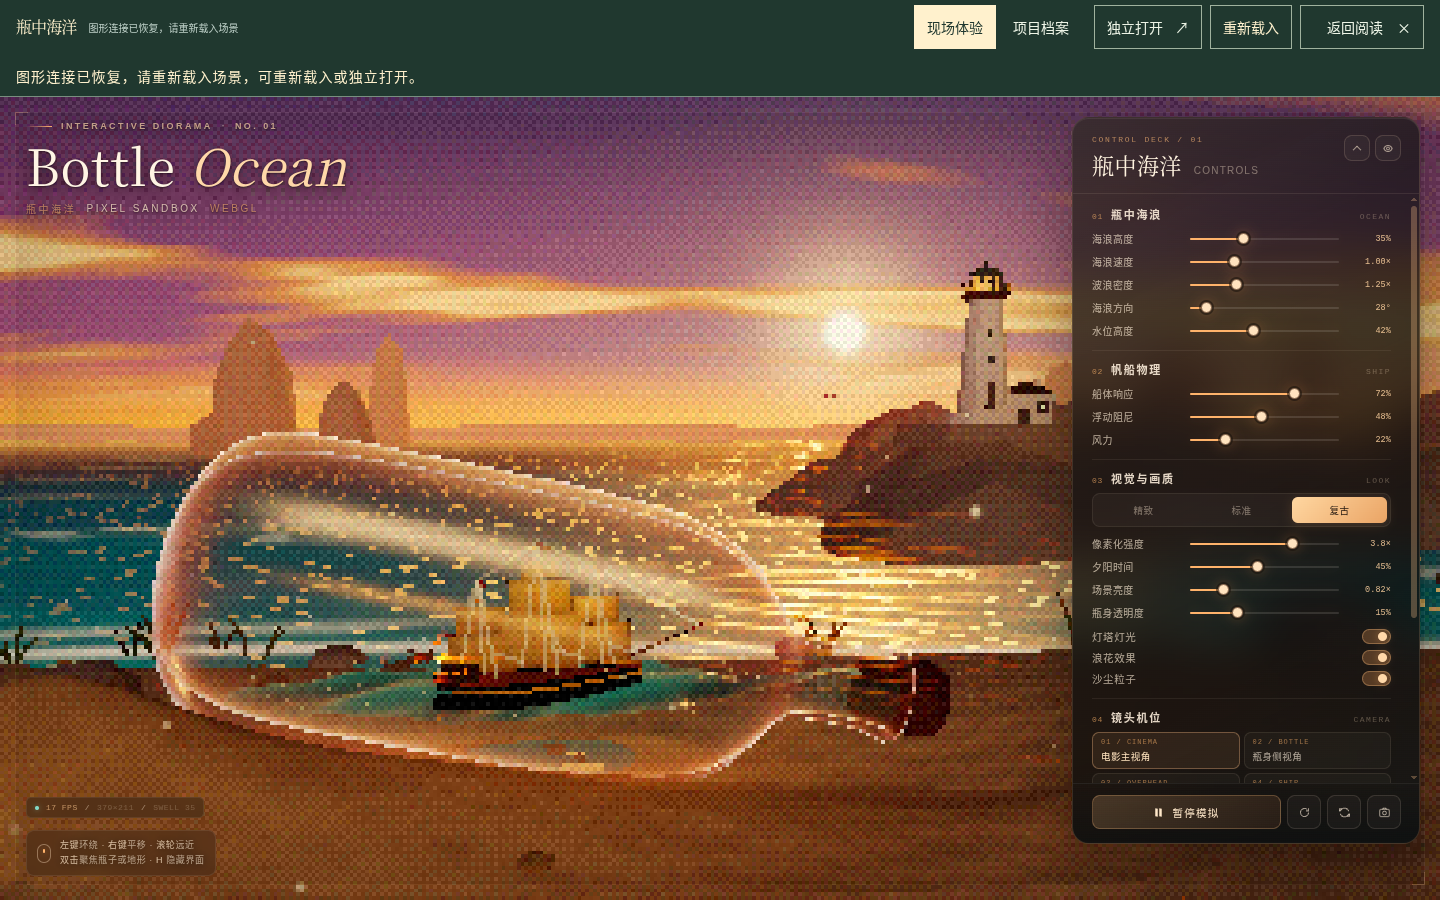 瓶中海洋 图形连接已恢复，请重新载入场景
现场体验 项目档案 独立打开 ↗ 重新载入 返回阅读 ×
图形连接已恢复，请重新载入场景，可重新载入或独立打开。
INTERACTIVE DIORAMA · NO. 01
Bottle Ocean
瓶中海洋 PIXEL SANDBOX WEBGL
CONTROL DECK / 01
瓶中海洋 CONTROLS
01 瓶中海浪 OCEAN
海浪高度 35%
海浪速度 1.00×
波浪密度 1.25×
海浪方向 28°
水位高度 42%
02 帆船物理 SHIP
船体响应 72%
浮动阻尼 48%
风力 22%
03 视觉与画质 LOOK
精致 标准 复古
像素化强度 3.8×
夕阳时间 45%
场景亮度 0.82×
瓶身透明度 15%
灯塔灯光
浪花效果
沙尘粒子
04 镜头机位 CAMERA
01 / CINEMA
电影主视角
02 / BOTTLE
瓶身侧视角
03 / OVERHEAD 04 / SHIP
暂停模拟
17 FPS / 379×211 / SWELL 35
左键环绕 · 右键平移 · 滚轮远近
双击聚焦瓶子或地形 · H 隐藏界面